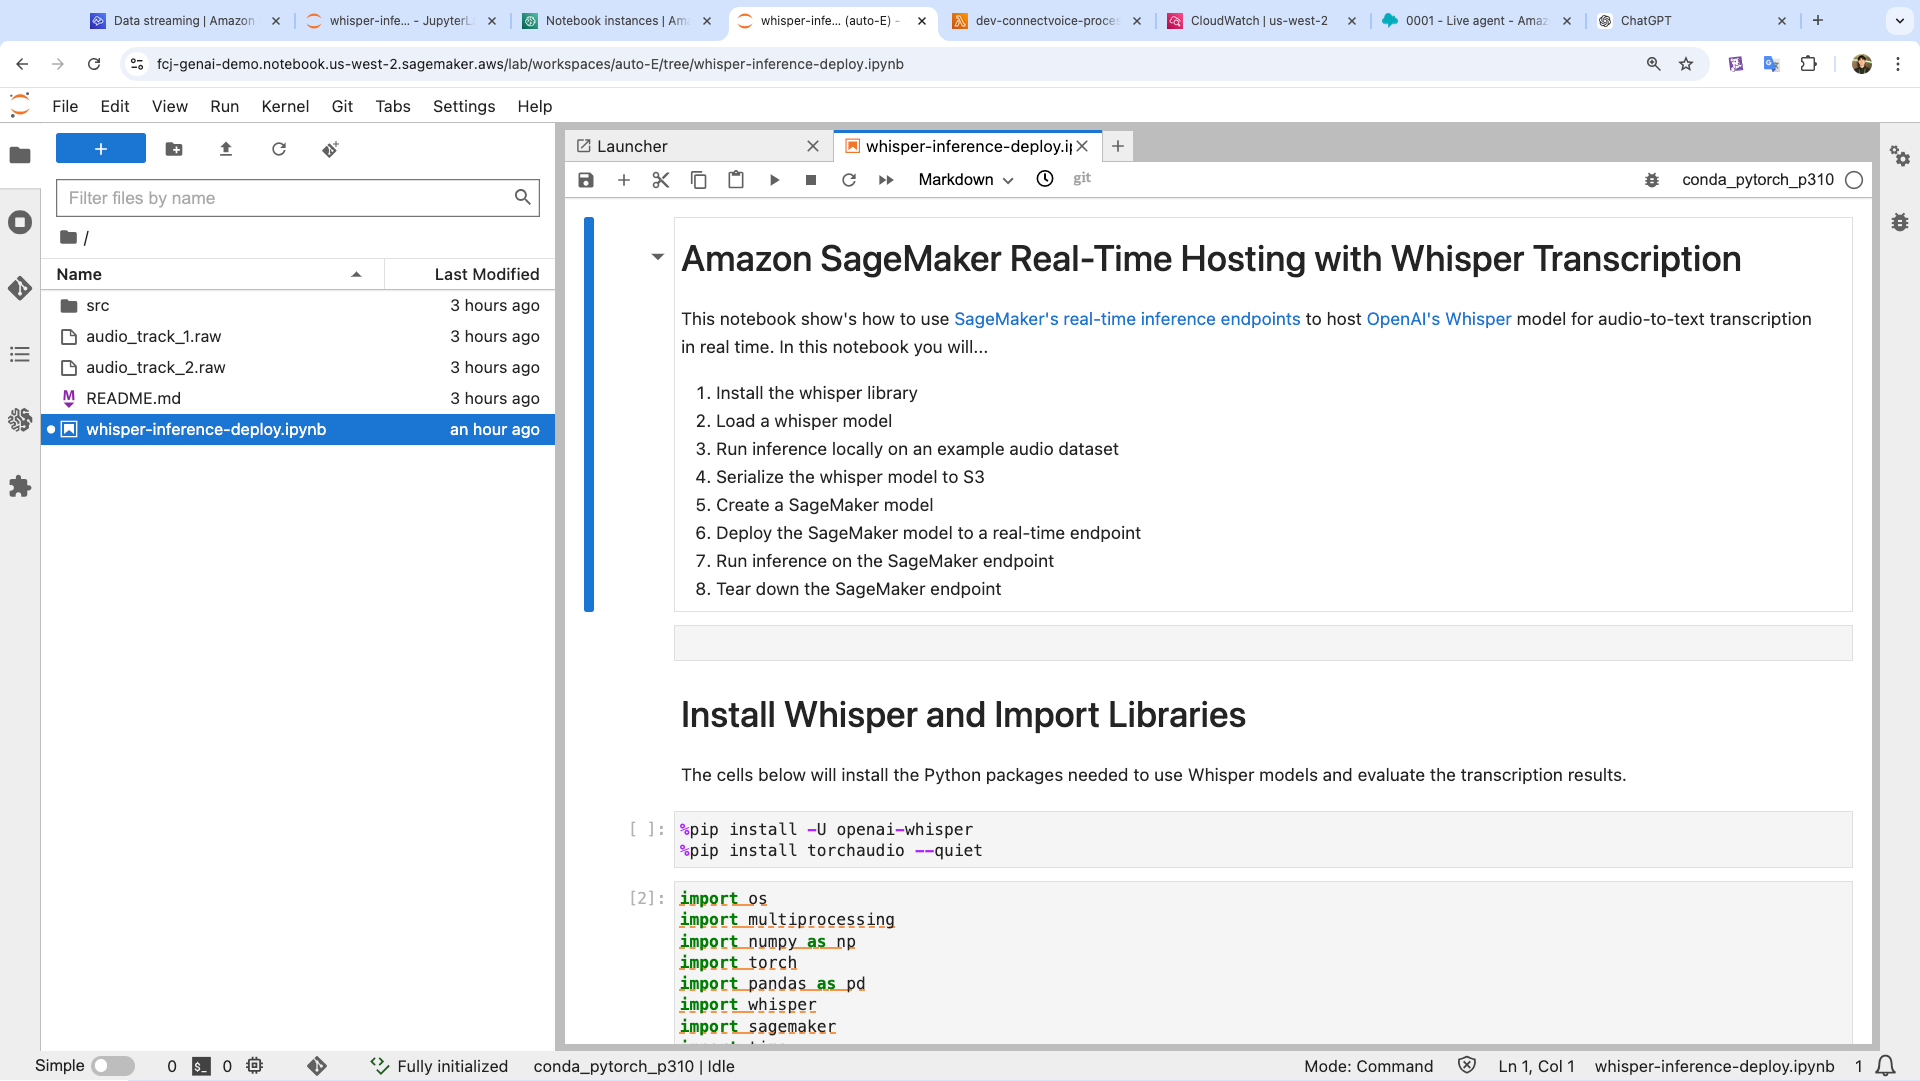 Data streaming | Amazon
whisper-infe... - JupyterL
Notebook instances | Am
whisper-infe... (auto-E) -
dev-connectvoice-proces
CloudWatch | us-west-2
0001 - Live agent - Amaz
ChatGPT
fcj-genai-demo.notebook.us-west-2.sagemaker.aws/lab/workspaces/auto-E/tree/whisper-inference-deploy.ipynb
File Edit View Run Kernel Git Tabs Settings Help
Launcher
whisper-inference-deploy.i
Markdown
git
conda_pytorch_p310
Filter files by name
/
Name Last Modified
src 3 hours ago
audio_track_1.raw 3 hours ago
audio_track_2.raw 3 hours ago
README.md 3 hours ago
whisper-inference-deploy.ipynb an hour ago
Amazon SageMaker Real-Time Hosting with Whisper Transcription
This notebook show's how to use SageMaker's real-time inference endpoints to host OpenAI's Whisper model for audio-to-text transcription
in real time. In this notebook you will...
1. Install the whisper library
2. Load a whisper model
3. Run inference locally on an example audio dataset
4. Serialize the whisper model to S3
5. Create a SageMaker model
6. Deploy the SageMaker model to a real-time endpoint
7. Run inference on the SageMaker endpoint
8. Tear down the SageMaker endpoint
Install Whisper and Import Libraries
The cells below will install the Python packages needed to use Whisper models and evaluate the transcription results.
[ ]: %pip install -U openai-whisper
%pip install torchaudio --quiet
[2]: import os
import multiprocessing
import numpy as np
import torch
import pandas as pd
import whisper
import sagemaker
Simple 0 0 Fully initialized conda_pytorch_p310 | Idle Mode: Command Ln 1, Col 1 whisper-inference-deploy.ipynb 1